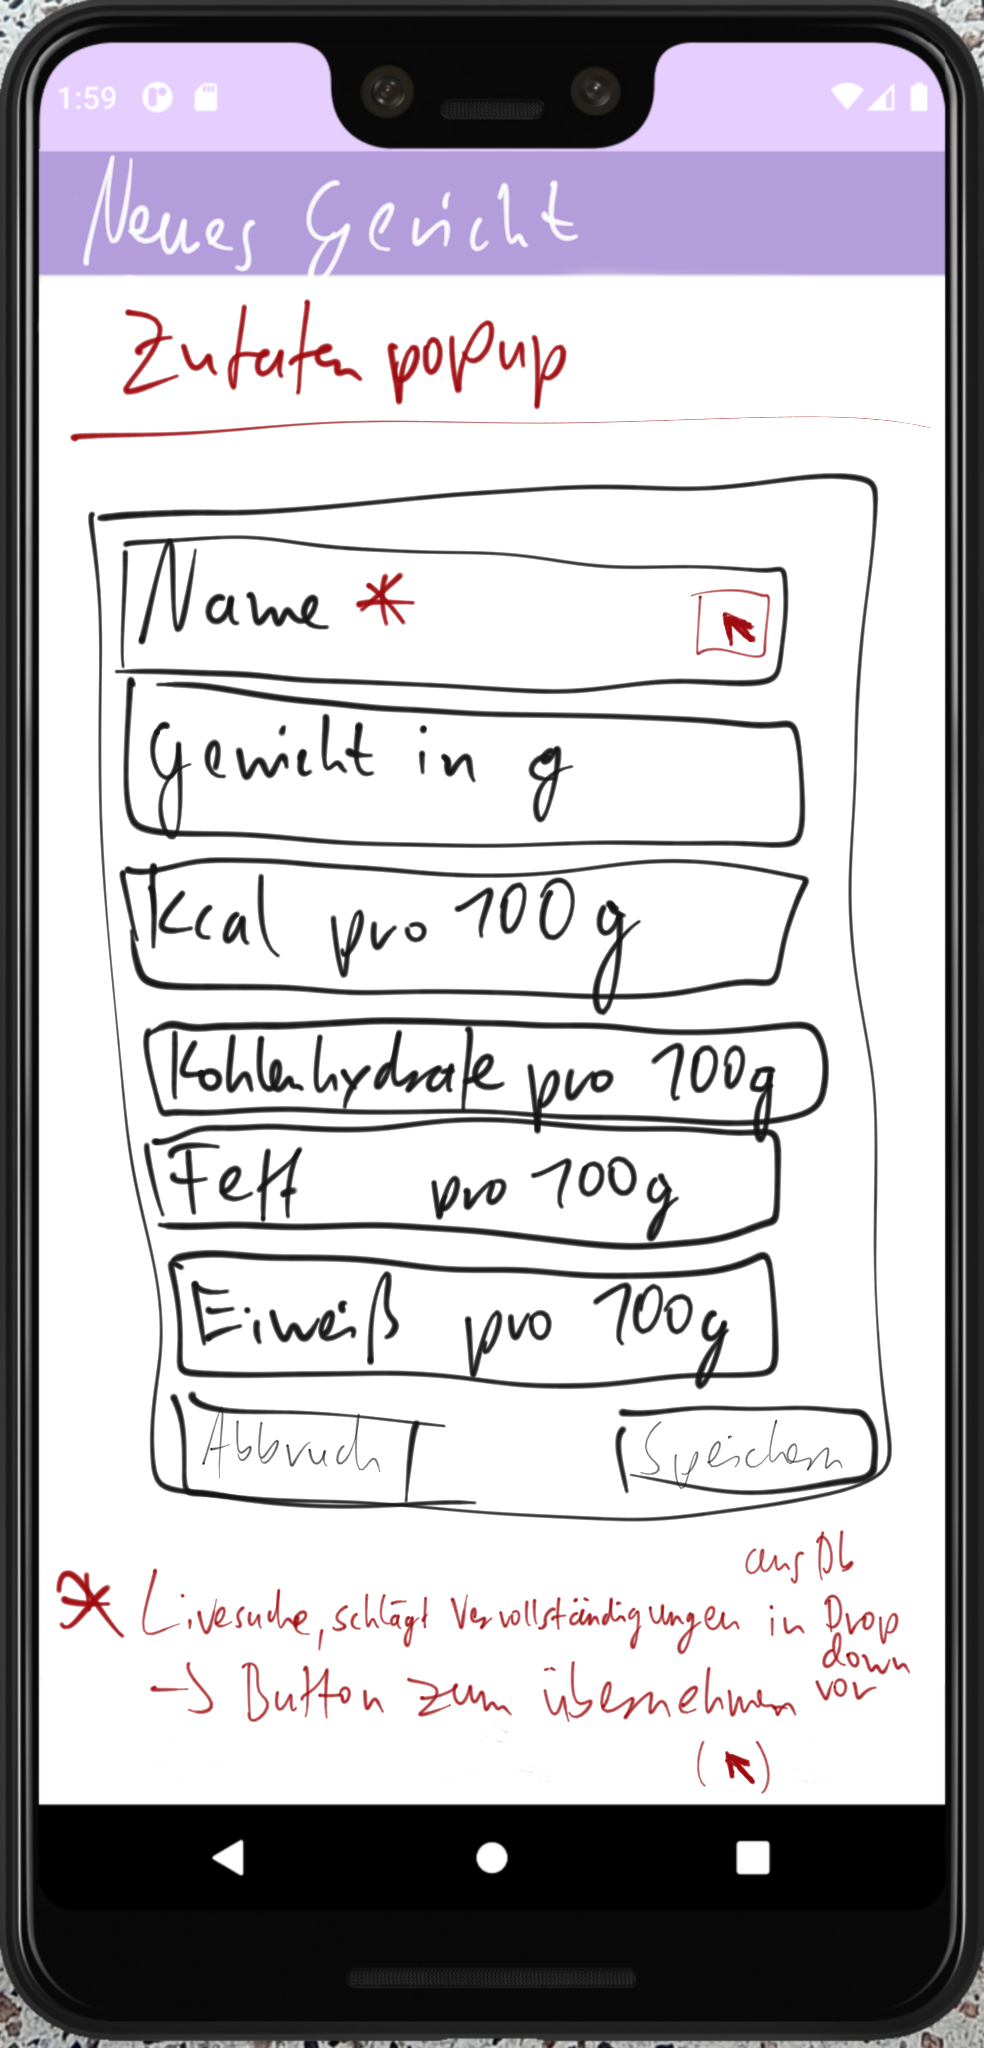 1:59
Neues Gericht
Zutaten popup
Name *
Gewicht in g
Kcal pro 100g
Kohlenhydrate pro 100g
Fett pro 100g
Eiweiß pro 100g
Abbruch Speichern
aus Db
* Livesuche, schlägt Vervollständigungen in Drop
down
→ Button zum übernehmen vor
(↖)